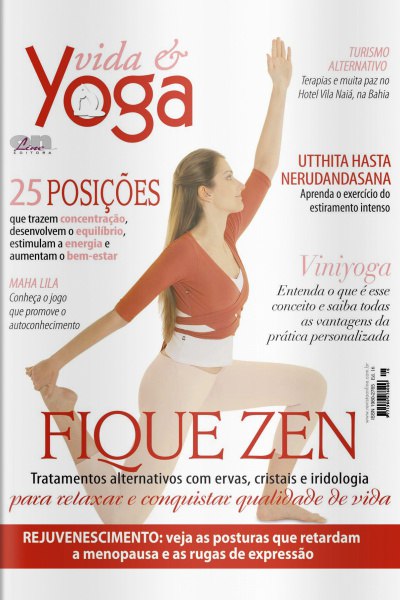 vida &
Yoga
on
Line
EDITORA
TURISMO
ALTERNATIVO
Terapias e muita paz no
Hotel Vila Naiá, na Bahia
UTTHITA HASTA
NERUDANDASANA
Aprenda o exercício do
estiramento intenso
25 POSIÇÕES
que trazem concentração,
desenvolvem o equilíbrio,
estimulam a energia e
aumentam o bem-estar
MAHA LILA
Conheça o jogo
que promove o
autoconhecimento
Viniyoga
Entenda o que é esse
conceito e saiba todas
as vantagens da
prática personalizada
FIQUE ZEN
Tratamentos alternativos com ervas, cristais e iridologia
para relaxar e conquistar qualidade de vida
REJUVENESCIMENTO: veja as posturas que retardam
a menopausa e as rugas de expressão